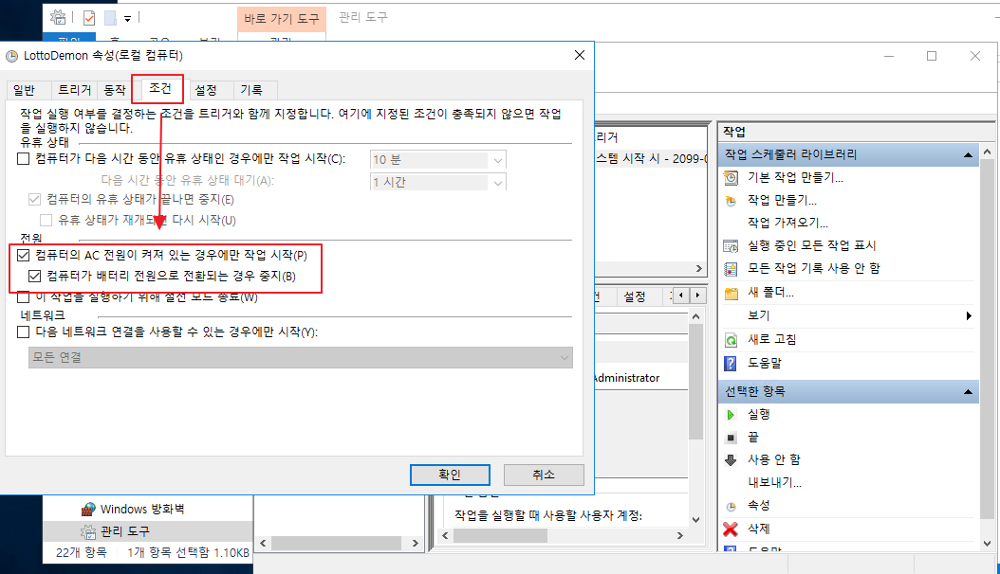 바로 가기 도구
관리 도구
LottoDemon 속성(로컬 컴퓨터)
일반
트리거
동작
조건
설정
기록
작업 실행 여부를 결정하는 조건을 트리거와 함께 지정합니다. 여기에 지정된 조건이 충족되지 않으면 작업
을 실행하지 않습니다.
유휴 상태
컴퓨터가 다음 시간 동안 유휴 상태인 경우에만 작업 시작(C):
10 분
다음 시간 동안 유휴 상태 대기(A):
1 시간
컴퓨터의 유휴 상태가 끝나면 중지(E)
유휴 상태가 재개되면 다시 시작(U)
전원
컴퓨터의 AC 전원이 켜져 있는 경우에만 작업 시작(P)
컴퓨터가 배터리 전원으로 전환되는 경우 중지(B)
이 작업을 실행하기 위해 절전 모드 종료(W)
네트워크
다음 네트워크 연결을 사용할 수 있는 경우에만 시작(Y):
모든 연결
확인
취소
리거
스템 시작 시 - 2099-0
설정
Administrator
작업을 실행할 때 사용할 사용자 계정:
작업
작업 스케줄러 라이브러리
기본 작업 만들기...
작업 만들기...
작업 가져오기...
실행 중인 모든 작업 표시
모든 작업 기록 사용 안 함
새 폴더...
보기
새로 고침
도움말
선택한 항목
실행
끝
사용 안 함
내보내기...
속성
삭제
도움말
Windows 방화벽
관리 도구
22개 항목
1개 항목 선택함 1.10KB